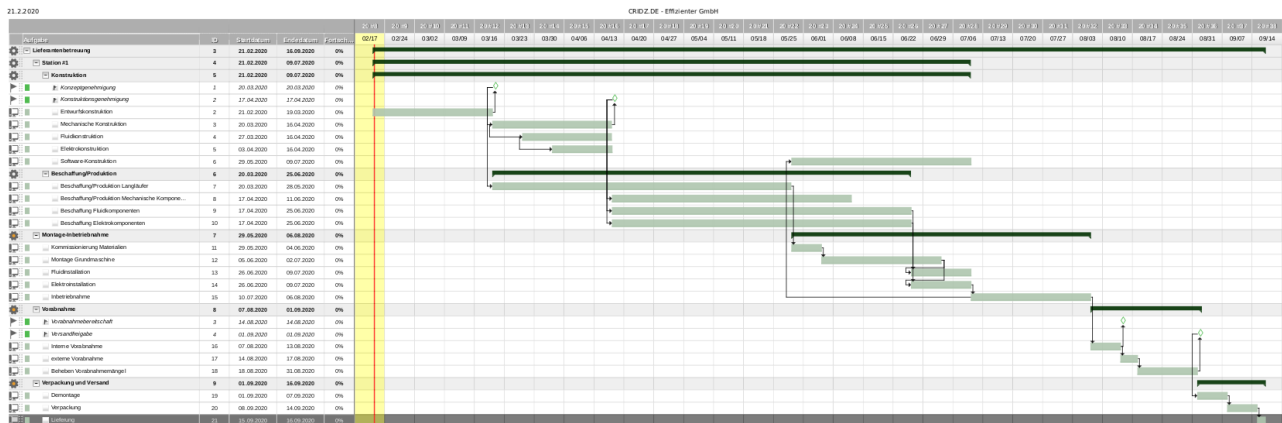 21.2.2020 CRIDZ.DE - Effizienter GmbH
Aufgabe ID Startdatum Endedatum Fortsch... 02/17 02/24 03/02 03/09 03/16 03/23 03/30 04/06 04/13 04/20 04/27 05/04 05/11 05/18 05/25 06/01 06/08 06/15 06/22 06/29 07/06 07/13 07/20 07/27 08/03 08/10 08/17 08/24 08/31 09/07 09/14
Lieferantenbetreuung 3 21.02.2020 16.09.2020 0%
Station #1 4 21.02.2020 09.07.2020 0%
Konstruktion 5 21.02.2020 09.07.2020 0%
Konzeptgenehmigung 1 20.03.2020 20.03.2020 0%
Konstruktionsgenehmigung 2 17.04.2020 17.04.2020 0%
Entwurfskonstruktion 2 21.02.2020 19.03.2020 0%
Mechanische Konstruktion 3 20.03.2020 16.04.2020 0%
Fluidkonstruktion 4 27.03.2020 16.04.2020 0%
Elektrokonstruktion 5 03.04.2020 16.04.2020 0%
Software Konstruktion 6 29.05.2020 09.07.2020 0%
Beschaffung/Produktion 6 20.03.2020 25.06.2020 0%
Beschaffung/Produktion Langläufer 7 20.03.2020 28.05.2020 0%
Beschaffung/Produktion Mechanische Kompone... 8 17.04.2020 11.06.2020 0%
Beschaffung Fluidkomponenten 9 17.04.2020 25.06.2020 0%
Beschaffung Elektrokomponenten 10 17.04.2020 25.06.2020 0%
Montage-Inbetriebnahme 7 29.05.2020 06.08.2020 0%
Kommissionierung Materialien 11 29.05.2020 04.06.2020 0%
Montage Grundmaschine 12 05.06.2020 02.07.2020 0%
Fluidinstallation 13 26.06.2020 09.07.2020 0%
Elektroinstallation 14 26.06.2020 09.07.2020 0%
Inbetriebnahme 15 10.07.2020 06.08.2020 0%
Vorabnahme 8 07.08.2020 01.09.2020 0%
Vorabnahmebereitschaft 3 14.08.2020 14.08.2020 0%
Versandfreigabe 4 01.09.2020 01.09.2020 0%
Interne Vorabnahme 16 07.08.2020 13.08.2020 0%
externe Vorabnahme 17 14.08.2020 17.08.2020 0%
Beheben Vorabnahmemängel 18 18.08.2020 31.08.2020 0%
Verpackung und Versand 9 01.09.2020 16.09.2020 0%
Demontage 19 01.09.2020 07.09.2020 0%
Verpackung 20 08.09.2020 14.09.2020 0%
Lieferung 21 15.09.2020 16.09.2020 0%